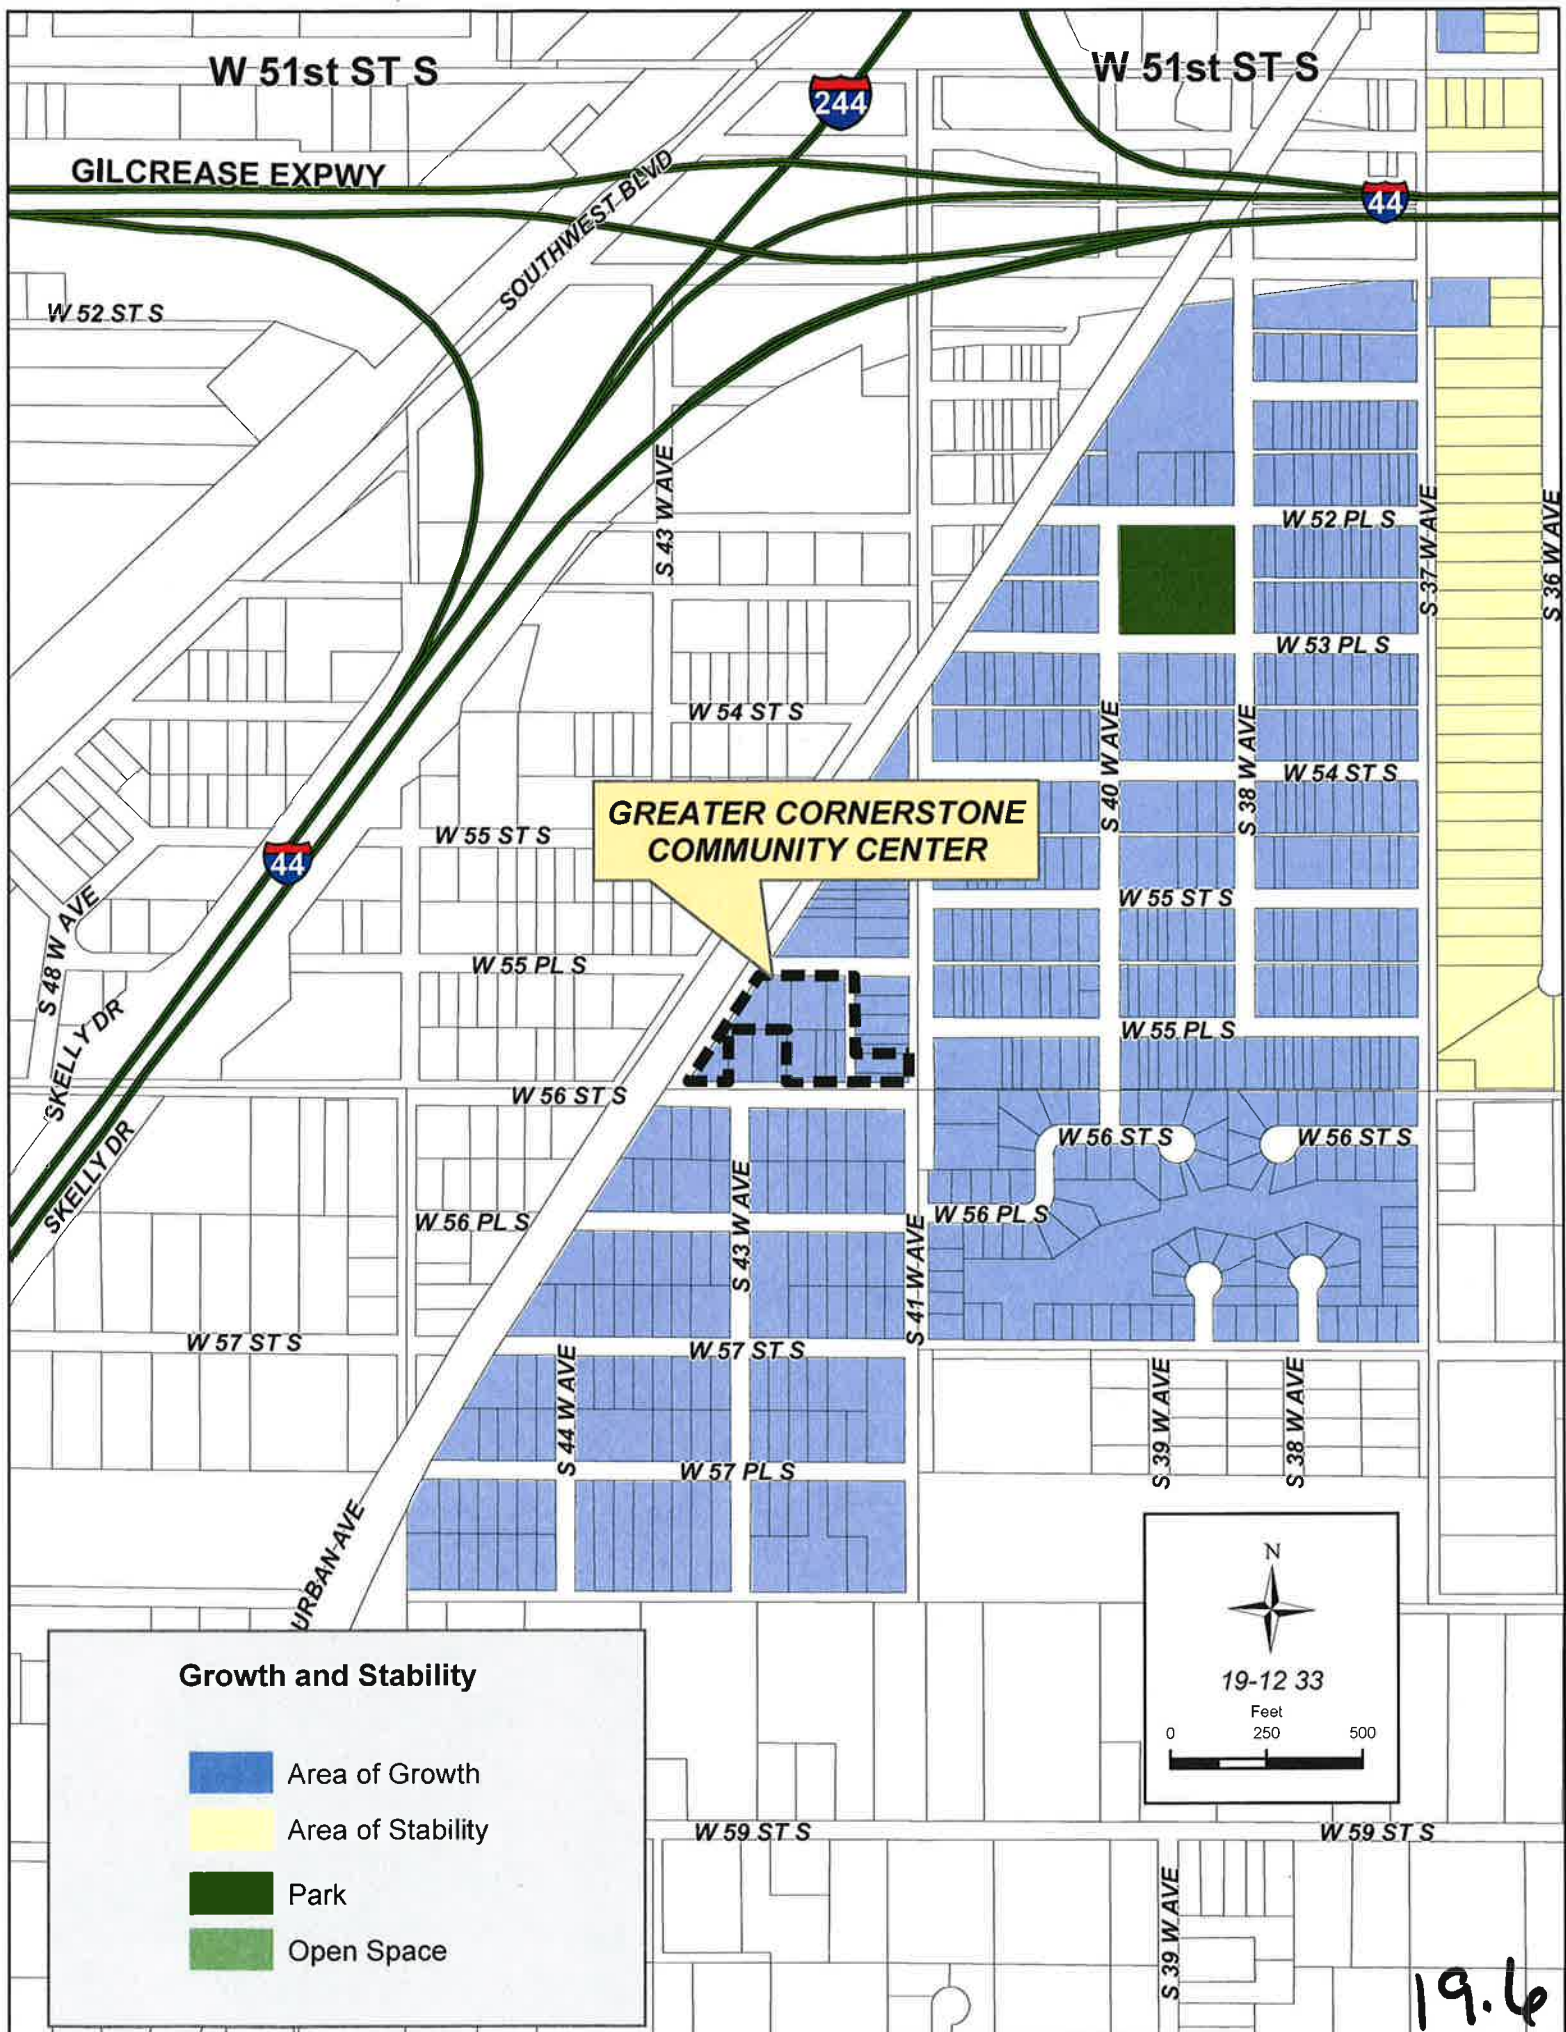 W 51st ST S
W 51st ST S
244
GILCREASE EXPWY
44
SOUTHWEST BLVD
W 52 ST S
S 43 W AVE
W 52 PL S
S 37 W AVE
S 36 W AVE
W 53 PL S
W 54 ST S
S 40 W AVE
S 38 W AVE
W 54 ST S
GREATER CORNERSTONE
COMMUNITY CENTER
W 55 ST S
44
W 55 ST S
S 48 W AVE
W 55 PL S
SKELLY DR
W 55 PL S
W 56 ST S
SKELLY DR
W 56 ST S
W 56 ST S
W 56 PL S
S 43 W AVE
W 56 PL S
S 41 W AVE
W 57 ST S
W 57 ST S
S 44 W AVE
S 39 W AVE
S 38 W AVE
W 57 PL S
URBAN AVE
N
19-12 33
Feet
0 250 500
Growth and Stability
Area of Growth
Area of Stability
Park
Open Space
W 59 ST S
W 59 ST S
S 39 W AVE
19.6